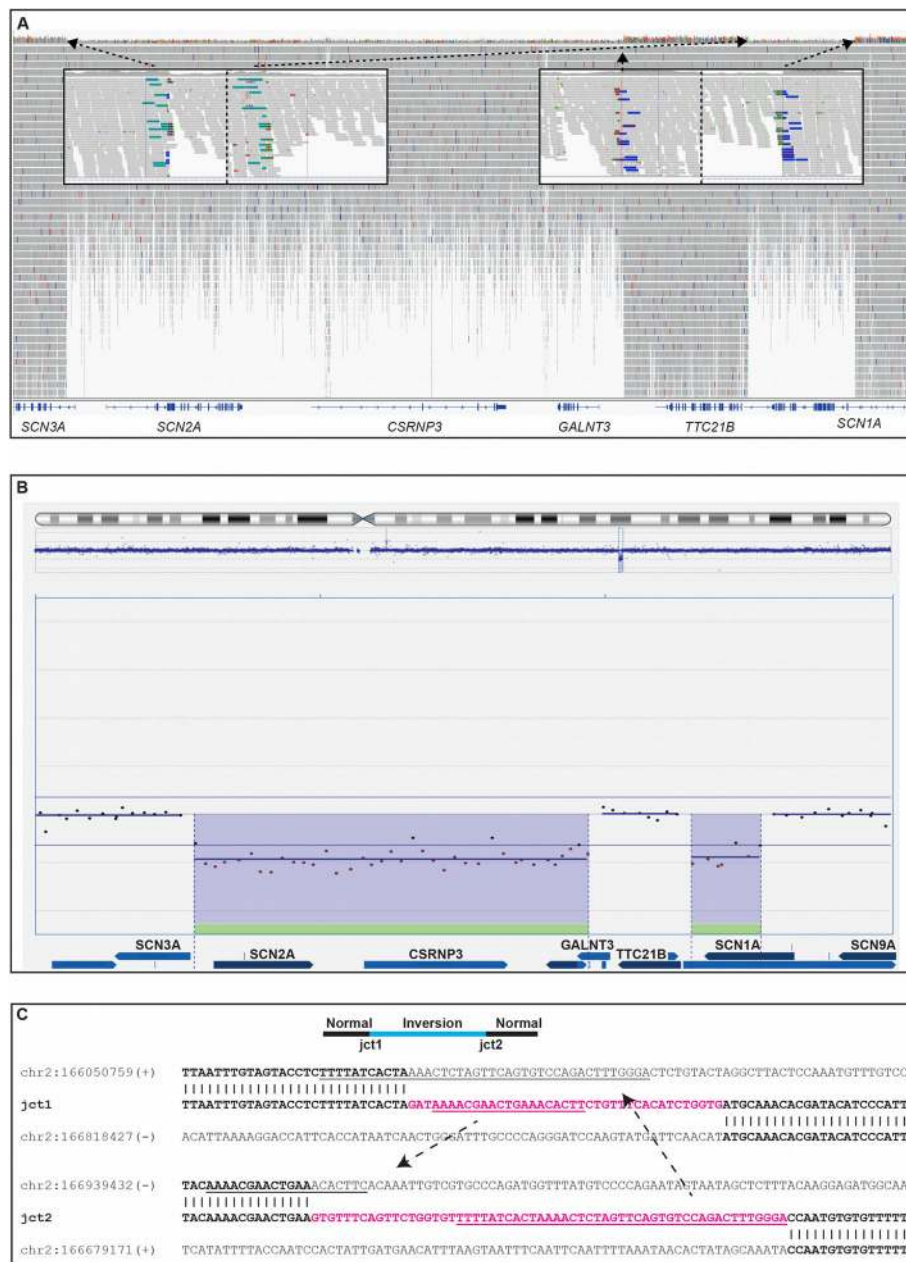 A
SCN3A SCN2A CSRNP3 GALNT3 TTC21B SCN1A
B
SCN3A SCN2A CSRNP3 GALNT3 TTC21B SCN1A SCN9A
C
Normal Inversion Normal
jct1 jct2
chr2:166050759(+) TTAATTTGTAGTACCTCTTTTATCACTAAAACTCTAGTTCAGTGTCCAGACTTTGGGACTCTGTACTAGGCTTACTCCAAATGTTTGTCC
jct1 TTAATTTGTAGTACCTCTTTTATCACTAGATAAAACGAACTGAAACACTTCTGTTTCACATCTGGTGATGCAAACACGATACATCCCATT
chr2:166818427(-) ACATTAAAAGGACCATTCACCATAATCAACTGGGATTTGCCCCAGGGATCCAAGTATGATTCAACATATGCAAACACGATACATCCCATT
chr2:166939432(-) TACAAAACGAACTGAAACACTTCACAAATTGTCGTGCCCAGATGGTTTATGTCCCCAGAATAGTAATAGCTCTTTACAAGGAGATGGCAA
jct2 TACAAAACGAACTGAAGTGTTTCAGTTCTGGTGTTTTTATCACTAAAACTCTAGTTCAGTGTCCAGACTTTGGGACCAATGTGTGTTTTT
chr2:166679171(+) TCATATTTTACCAATCCACTATTGATGAACATTTAAGTAATTTCAATTCAATTTTAAATAACACTATAGCAAATACCAATGTGTGTTTTT